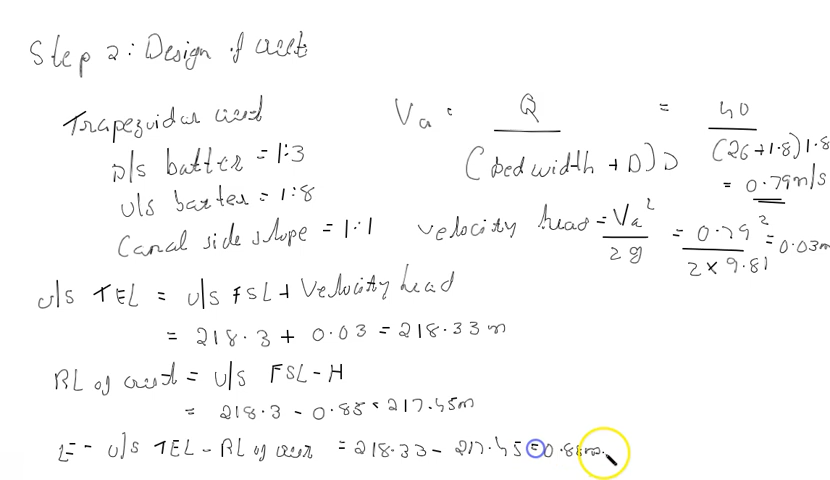 Step 2: Design of crest
Trapezoidal crest
D/s batter = 1:3
u/s batter = 1:8
Canal side slope = 1:1
Va = Q / (bed width + D) D = 40 / (26 + 1.8) 1.8
= 0.79 m/s
velocity head = Va² / 2g = 0.79² / 2 × 9.81 = 0.03m
u/s TEL = u/s FSL + Velocity head
= 218.3 + 0.03 = 218.33 m
RL of crest = u/s FSL - H
= 218.3 - 0.85 = 217.45m
E = u/s TEL - RL of crest = 218.33 - 217.45 = 0.88m.